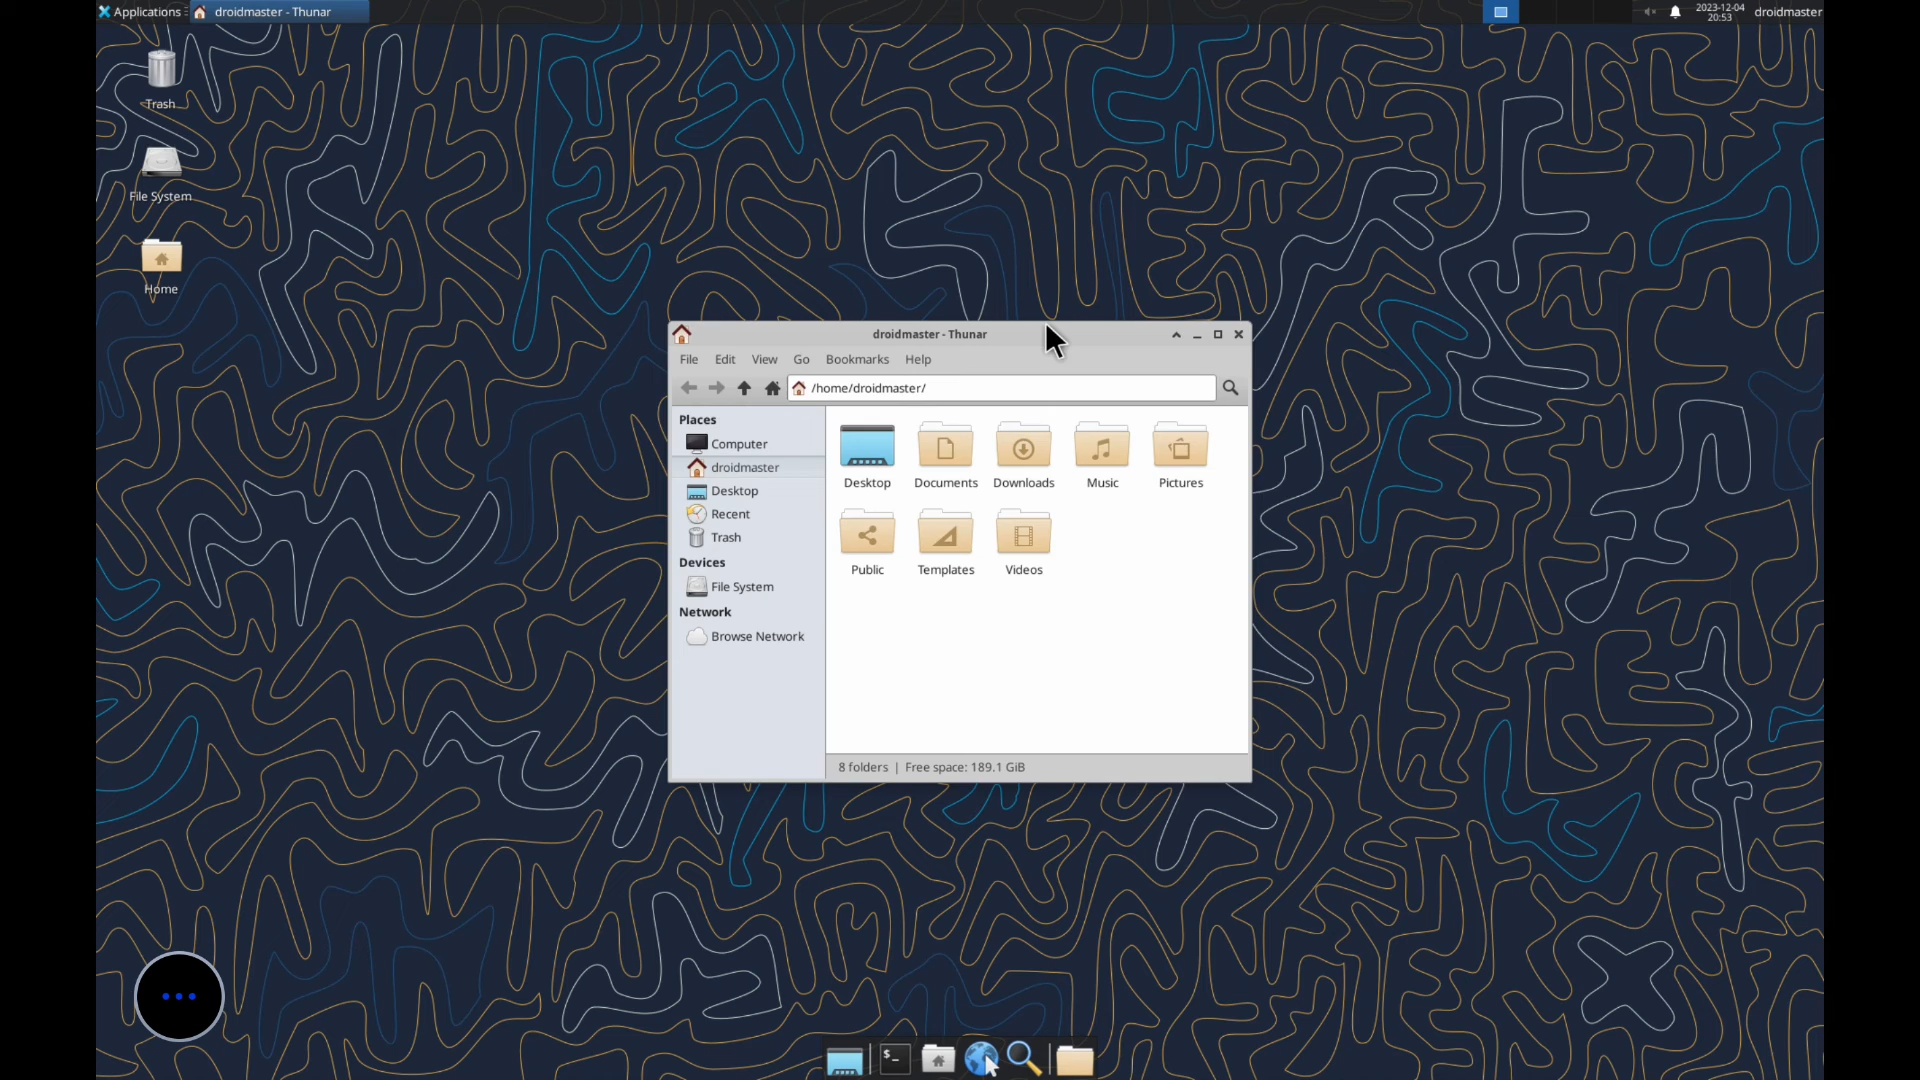 Applications
droidmaster - Thunar
2023-12-04
20:53
droidmaster
Trash
File System
Home
droidmaster - Thunar
File Edit View Go Bookmarks Help
/home/droidmaster/
Places
Computer
droidmaster
Desktop
Recent
Trash
Devices
File System
Network
Browse Network
Desktop Documents Downloads Music Pictures
Public Templates Videos
8 folders | Free space: 189.1 GiB
$_